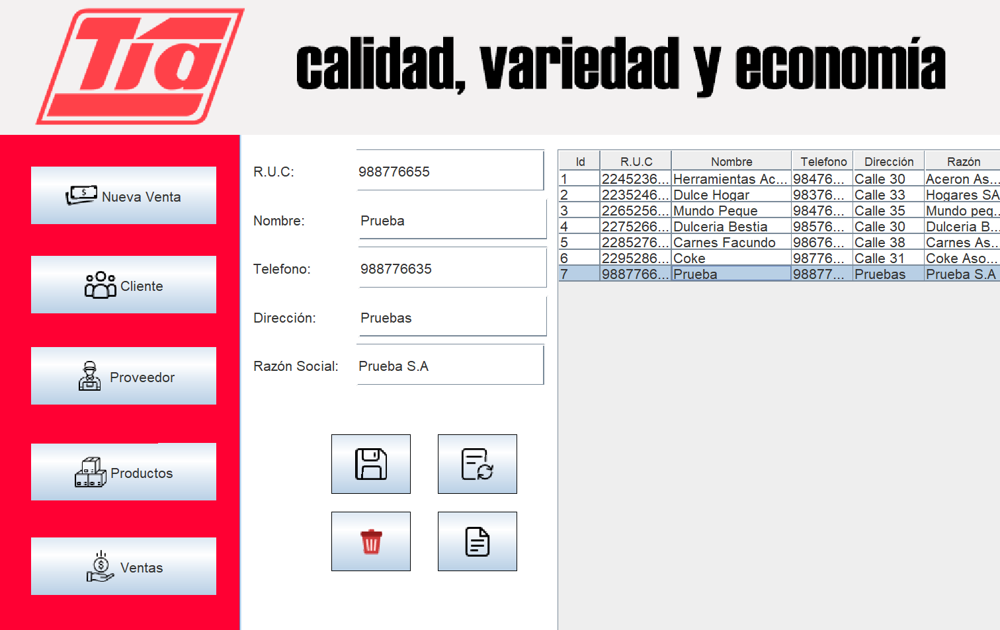 Tía
calidad, variedad y economía
Nueva Venta
Cliente
Proveedor
Productos
Ventas
R.U.C: 988776655
Nombre: Prueba
Telefono: 988776635
Dirección: Pruebas
Razón Social: Prueba S.A
Id R.U.C Nombre Telefono Dirección Razón
1 2245236... Herramientas Ac... 98476... Calle 30 Aceron As...
2 2235246... Dulce Hogar 98376... Calle 33 Hogares SA
3 2265256... Mundo Peque 98476... Calle 35 Mundo peq...
4 2275266... Dulceria Bestia 98576... Calle 30 Dulceria B...
5 2285276... Carnes Facundo 98676... Calle 38 Carnes As...
6 2295286... Coke 98776... Calle 31 Coke Aso...
7 9887766... Prueba 98877... Pruebas Prueba S.A